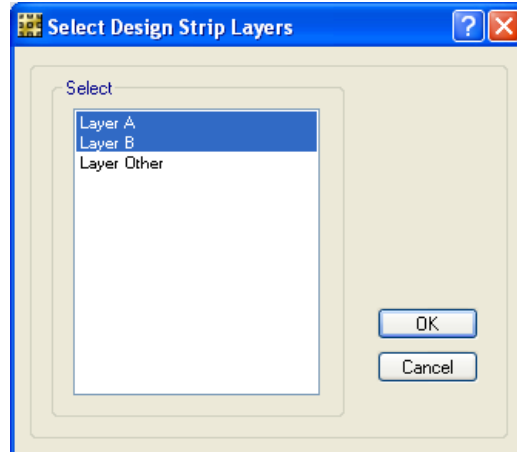 Select Design Strip Layers
Select
Layer A
Layer B
Layer Other
OK
Cancel